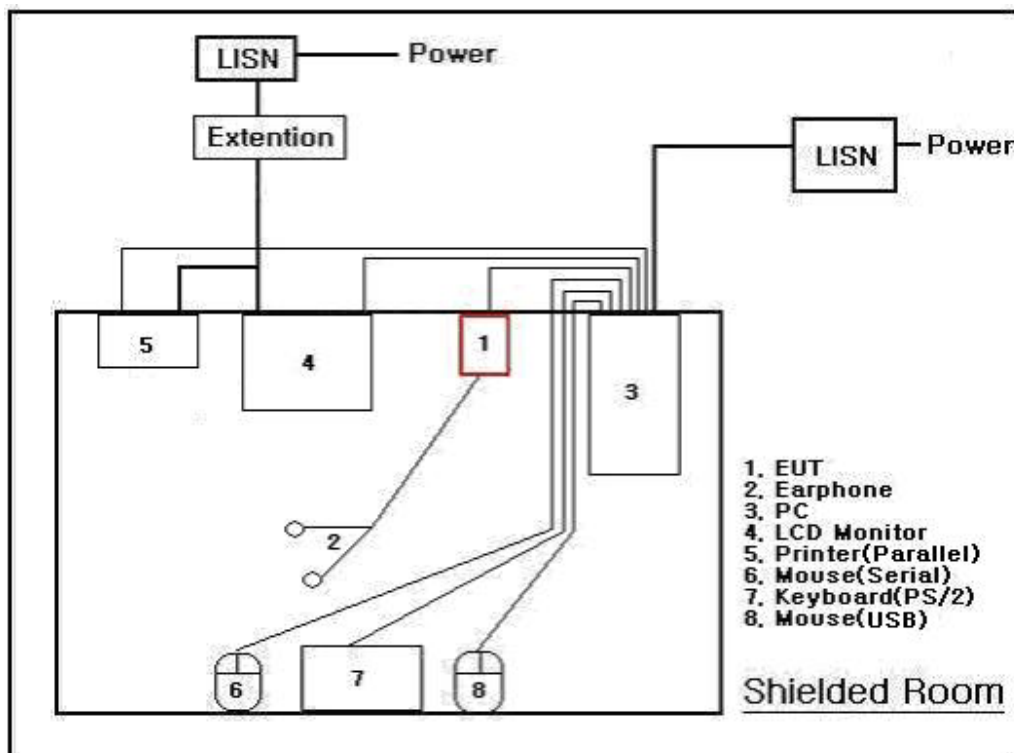 LISN
Power
Extention
LISN
Power
5
4
1
3
2
6
7
8
1, EUT
2, Earphone
3, PC
4, LCD Monitor
5, Printer(Parallel)
6, Mouse(Serial)
7, Keyboard(PS/2)
8, Mouse(USB)
Shielded Room